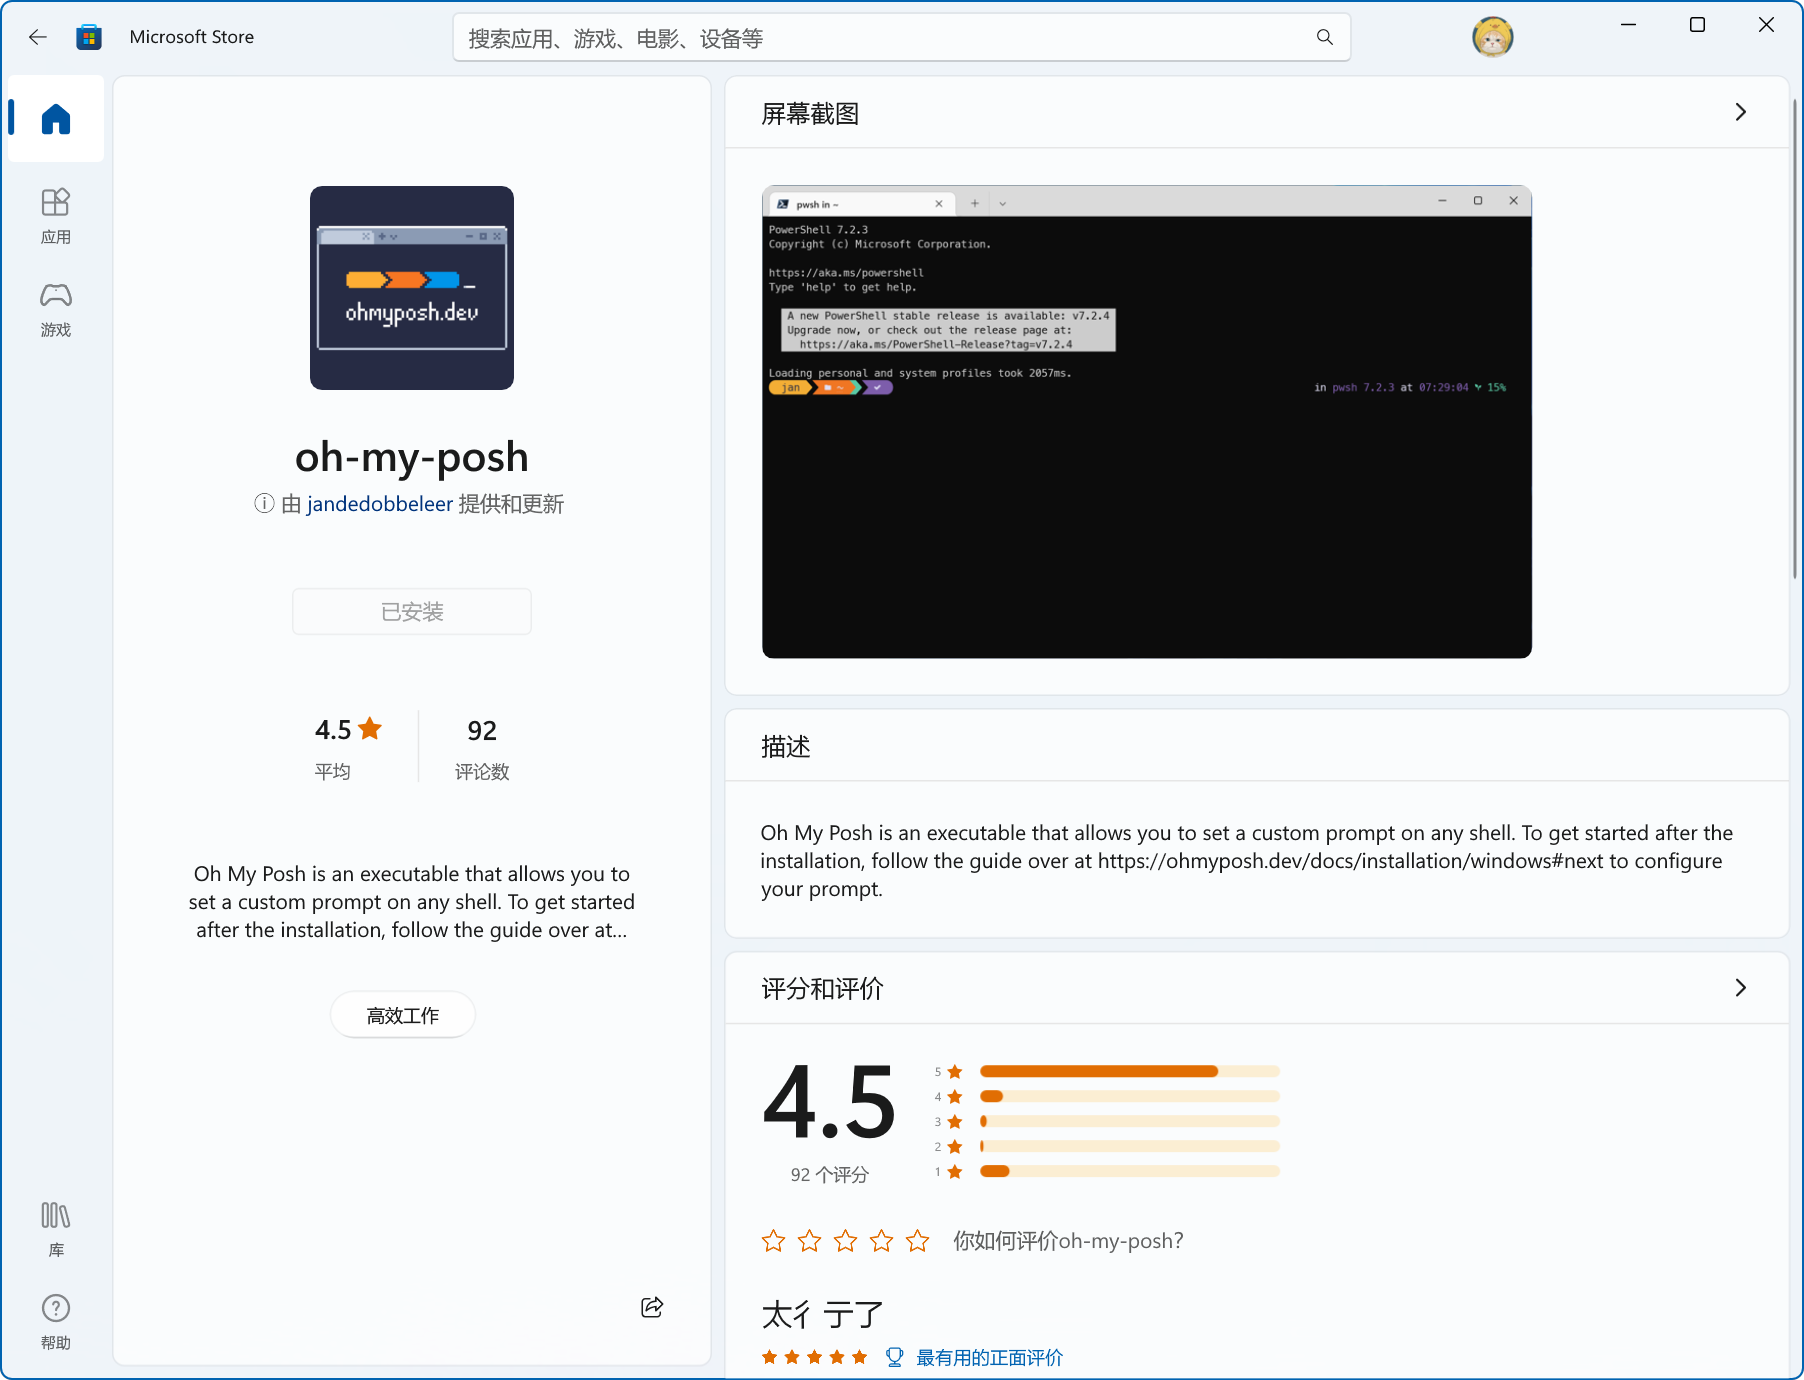 Microsoft Store
搜索应用、游戏、电影、设备等
应用
游戏
库
帮助
ohmyposh.dev
oh-my-posh
由 jandedobbeleer 提供和更新
已安装
4.5
平均
92
评论数
Oh My Posh is an executable that allows you to
set a custom prompt on any shell. To get started
after the installation, follow the guide over at...
高效工作
屏幕截图
pwsh in ~
PowerShell 7.2.3
Copyright (c) Microsoft Corporation.
https://aka.ms/powershell
Type 'help' to get help.
A new PowerShell stable release is available: v7.2.4
Upgrade now, or check out the release page at:
https://aka.ms/PowerShell-Release?tag=v7.2.4
Loading personal and system profiles took 2057ms.
jan ~ in pwsh 7.2.3 at 07:29:04 15%
描述
Oh My Posh is an executable that allows you to set a custom prompt on any shell. To get started after the
installation, follow the guide over at https://ohmyposh.dev/docs/installation/windows#next to configure
your prompt.
评分和评价
4.5
92 个评分
5
4
3
2
1
你如何评价oh-my-posh?
太彳亍了
最有用的正面评价